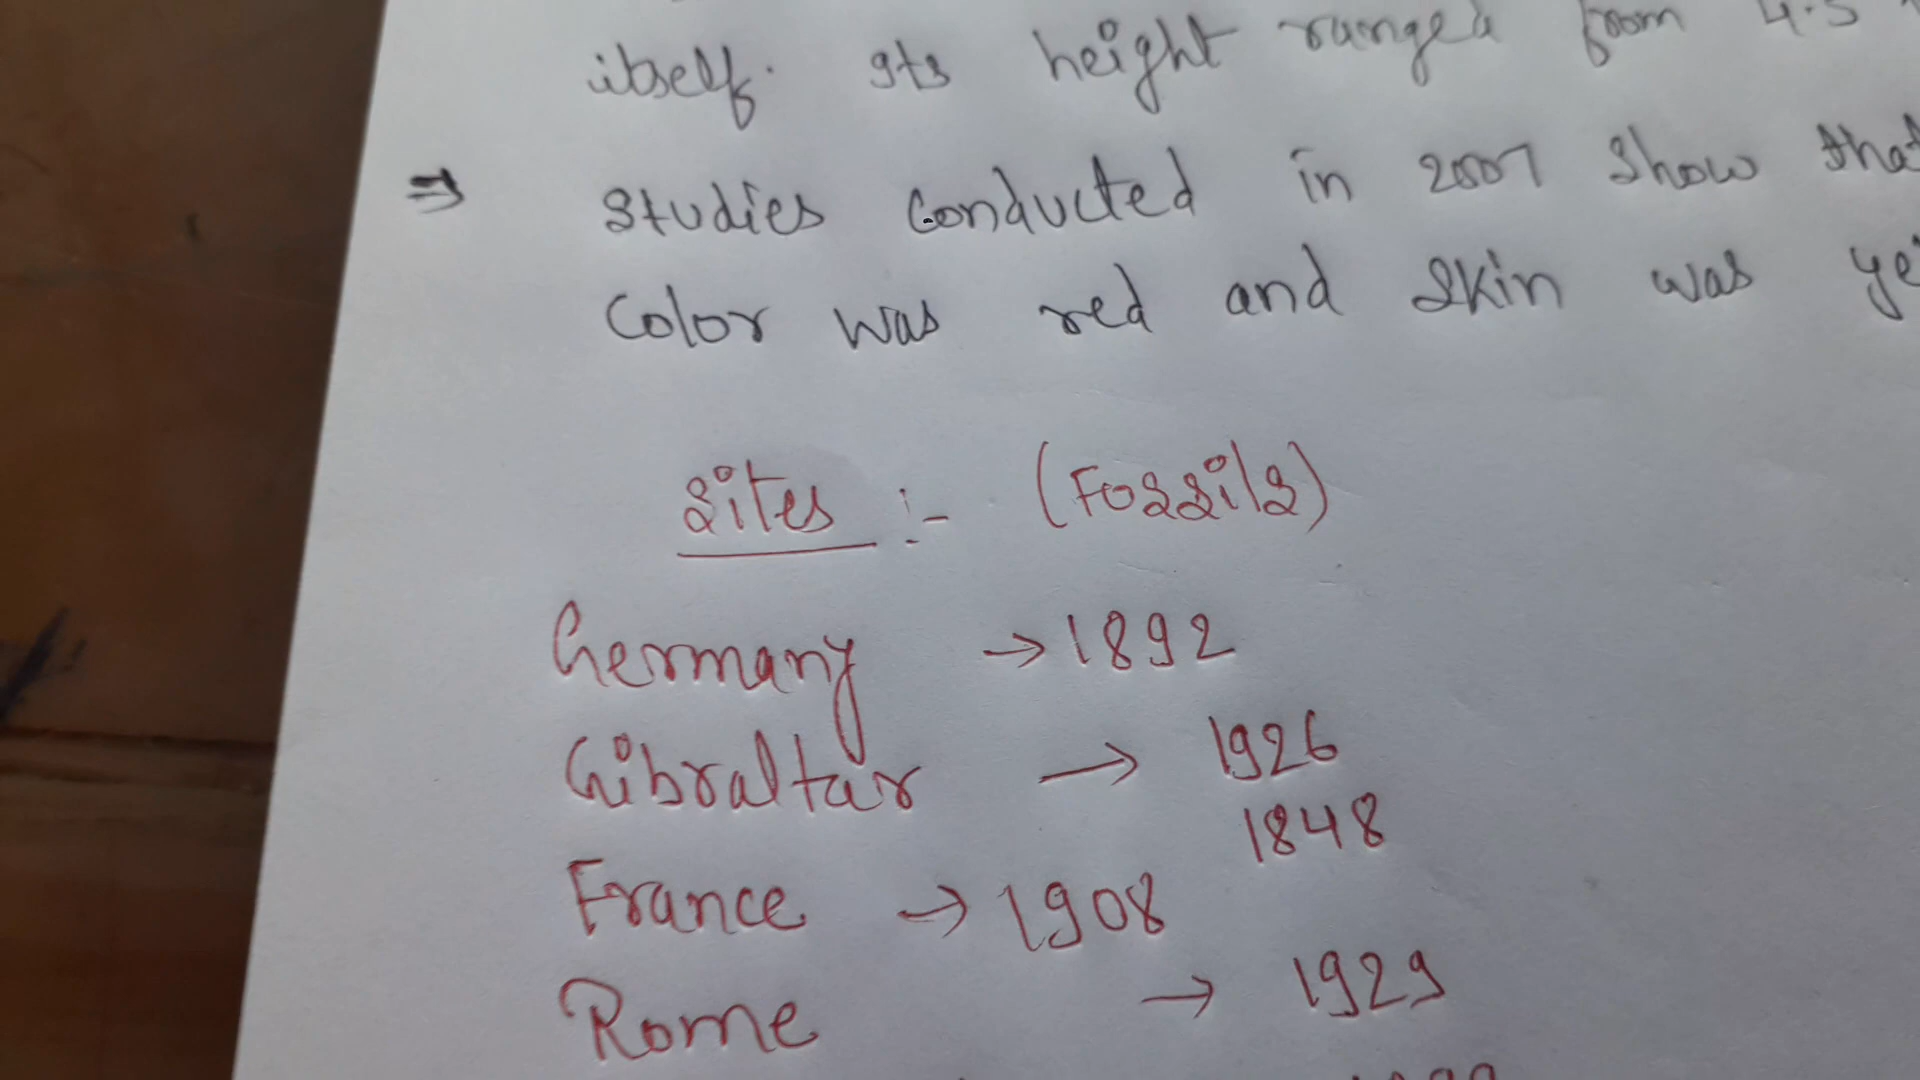 itself. Its height ranged from 4.5
⇒ Studies conducted in 2007 show that
Color was red and Skin was
Sites :- (Fossils)
Germany → 1892
Gibraltar → 1926
1848
France → 1908
Rome → 1929